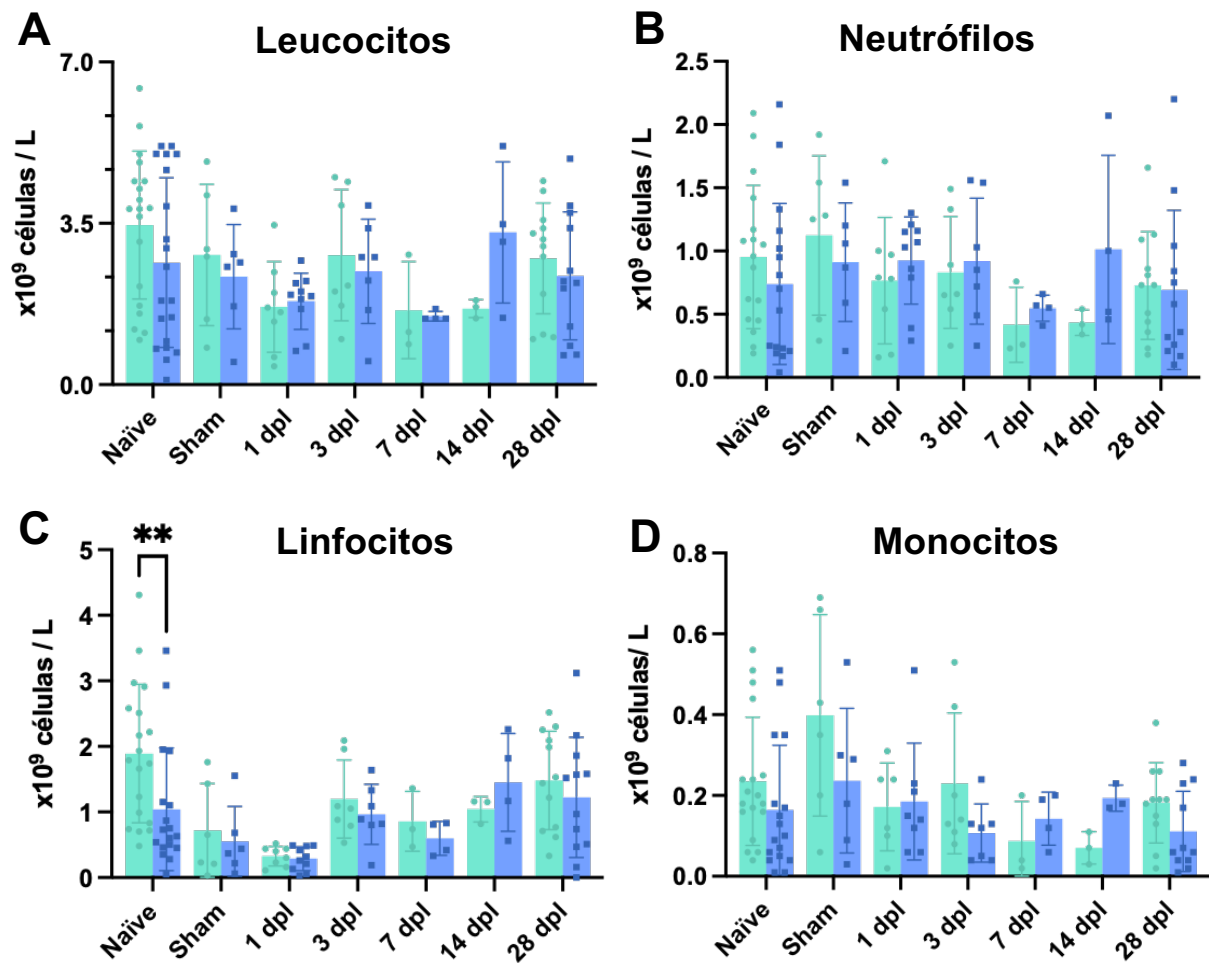 A
Leucocitos
x10⁹ células / L
7.0
3.5
0.0
Naïve
Sham
1 dpl
3 dpl
7 dpl
14 dpl
28 dpl
B
Neutrófilos
x10⁹ células / L
2.5
2.0
1.5
1.0
0.5
0.0
Naïve
Sham
1 dpl
3 dpl
7 dpl
14 dpl
28 dpl
C
Linfocitos
**
x10⁹ células / L
5
4
3
2
1
0
Naïve
Sham
1 dpl
3 dpl
7 dpl
14 dpl
28 dpl
D
Monocitos
x10⁹ células/ L
0.8
0.6
0.4
0.2
0.0
Naïve
Sham
1 dpl
3 dpl
7 dpl
14 dpl
28 dpl